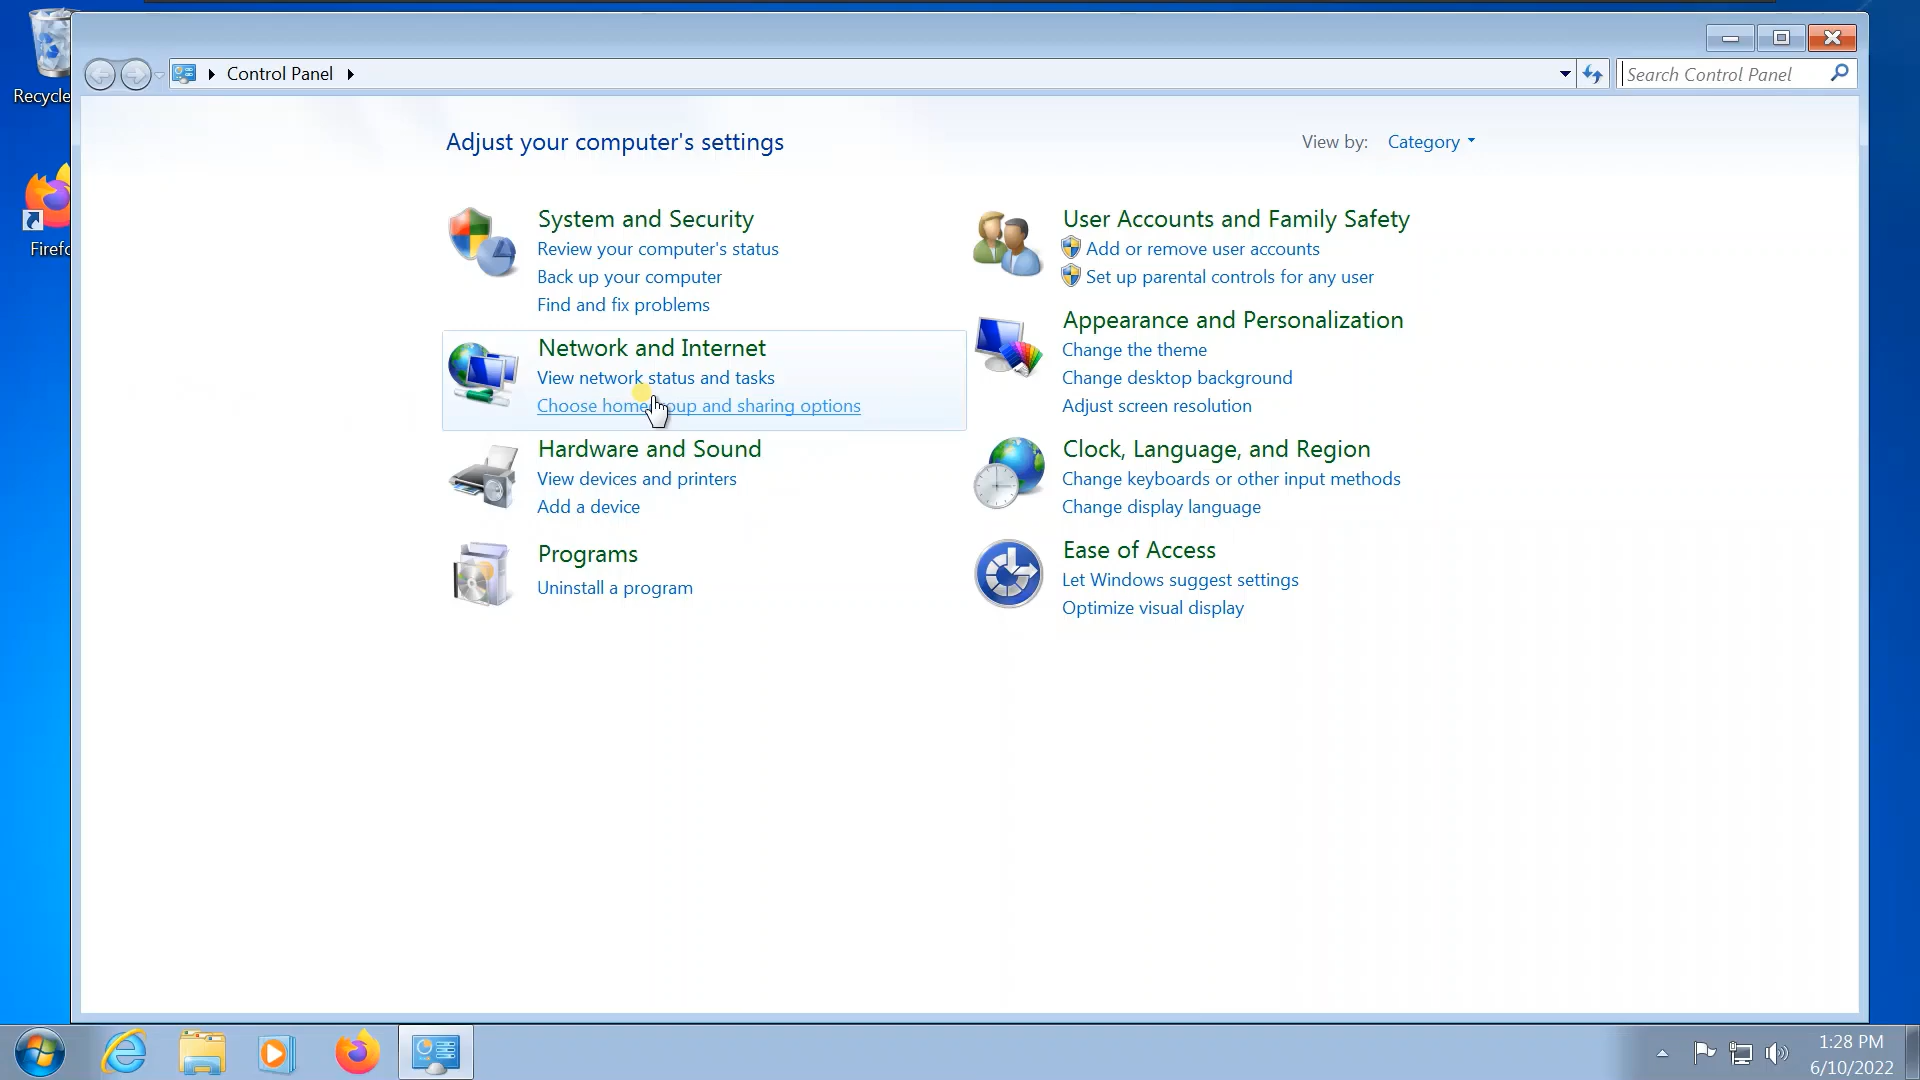 Recycle
Firefo
Control Panel
Search Control Panel
Adjust your computer's settings
View by: Category
System and Security
Review your computer's status
Back up your computer
Find and fix problems
Network and Internet
View network status and tasks
Choose home oup and sharing options
Hardware and Sound
View devices and printers
Add a device
Programs
Uninstall a program
User Accounts and Family Safety
Add or remove user accounts
Set up parental controls for any user
Appearance and Personalization
Change the theme
Change desktop background
Adjust screen resolution
Clock, Language, and Region
Change keyboards or other input methods
Change display language
Ease of Access
Let Windows suggest settings
Optimize visual display
1:28 PM
6/10/2022